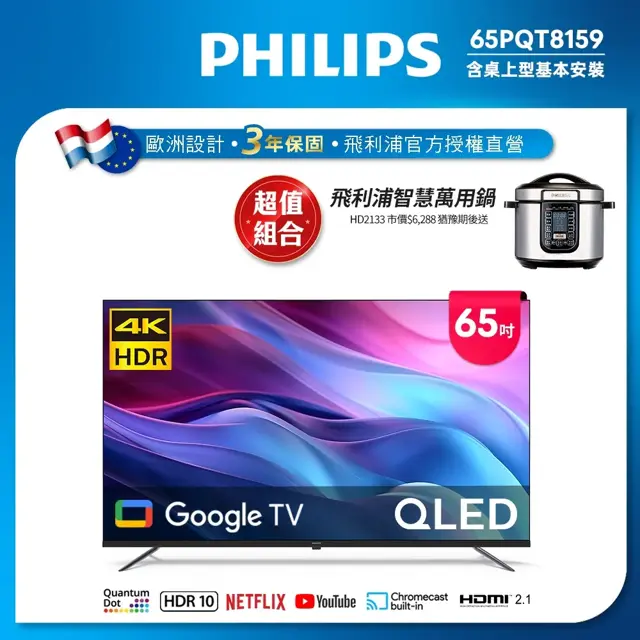 PHILIPS
65PQT8159
含桌上型基本安裝
歐洲設計・3年保固・飛利浦官方授權直營
超值
組合
飛利浦智慧萬用鍋
HD2133 市價$6,288 猶豫期後送
4K
HDR
65吋
Google TV
QLED
Quantum
Dot
HDR 10
NETFLIX
YouTube
Chromecast
built-in
HDMI 2.1